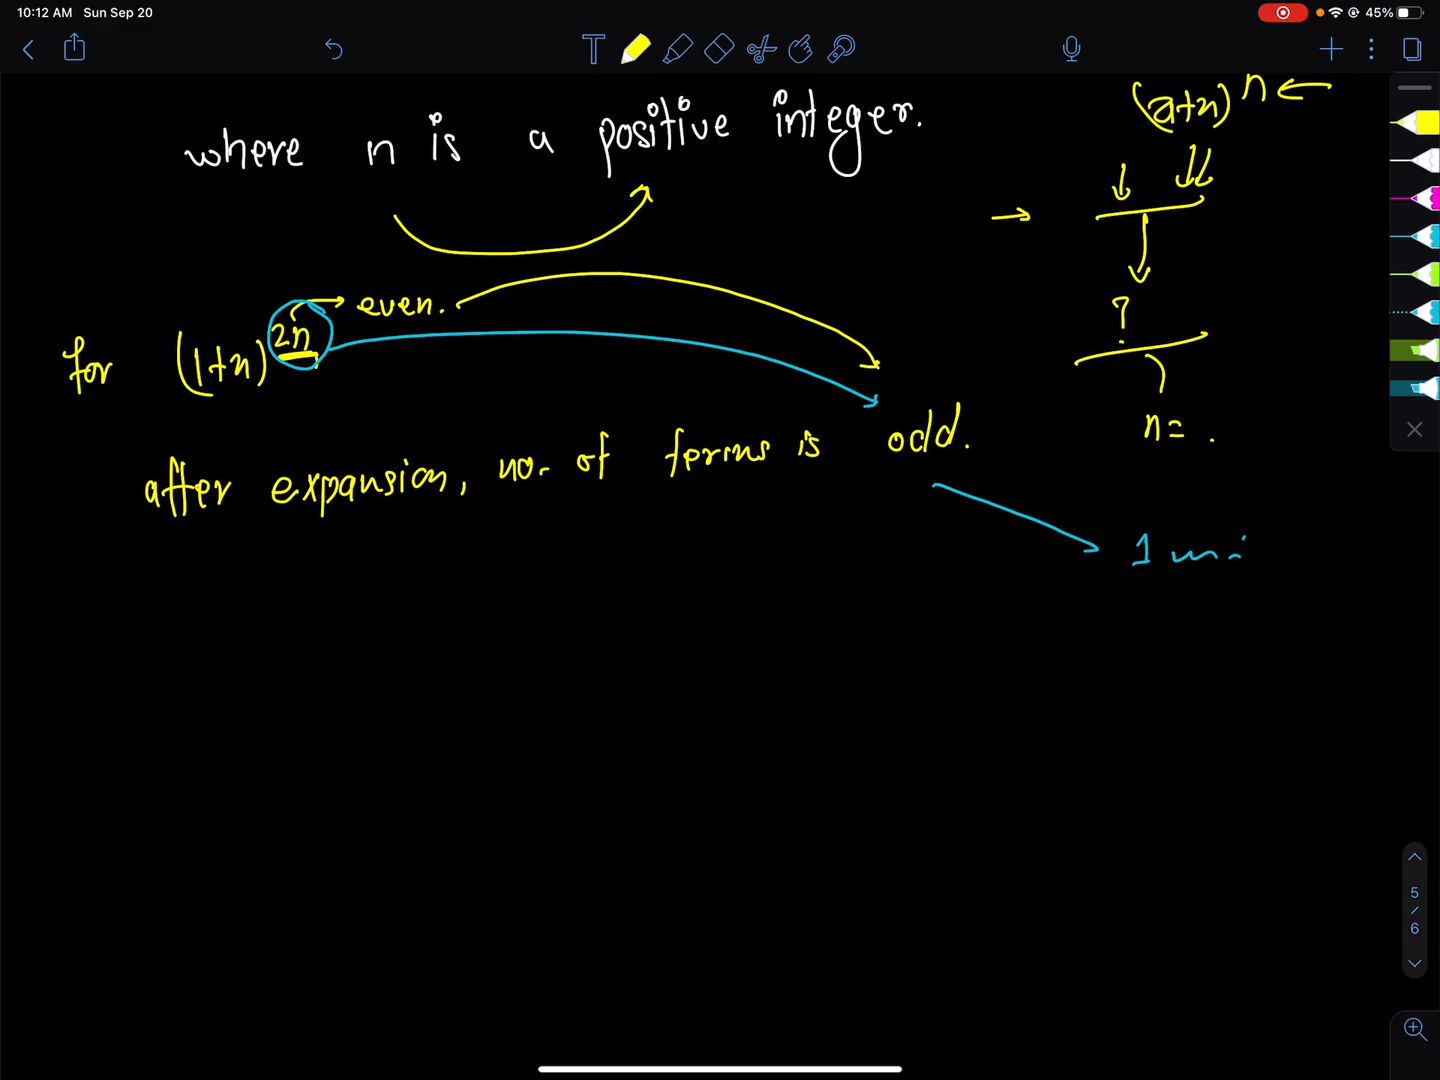 10:12 AM Sun Sep 20
45%
(a+x)^n ←
where n is a positive integer.
?
n= .
2n → even.
for (1+x)^2n
after expansion, no. of terms is odd.
1
5
/
6